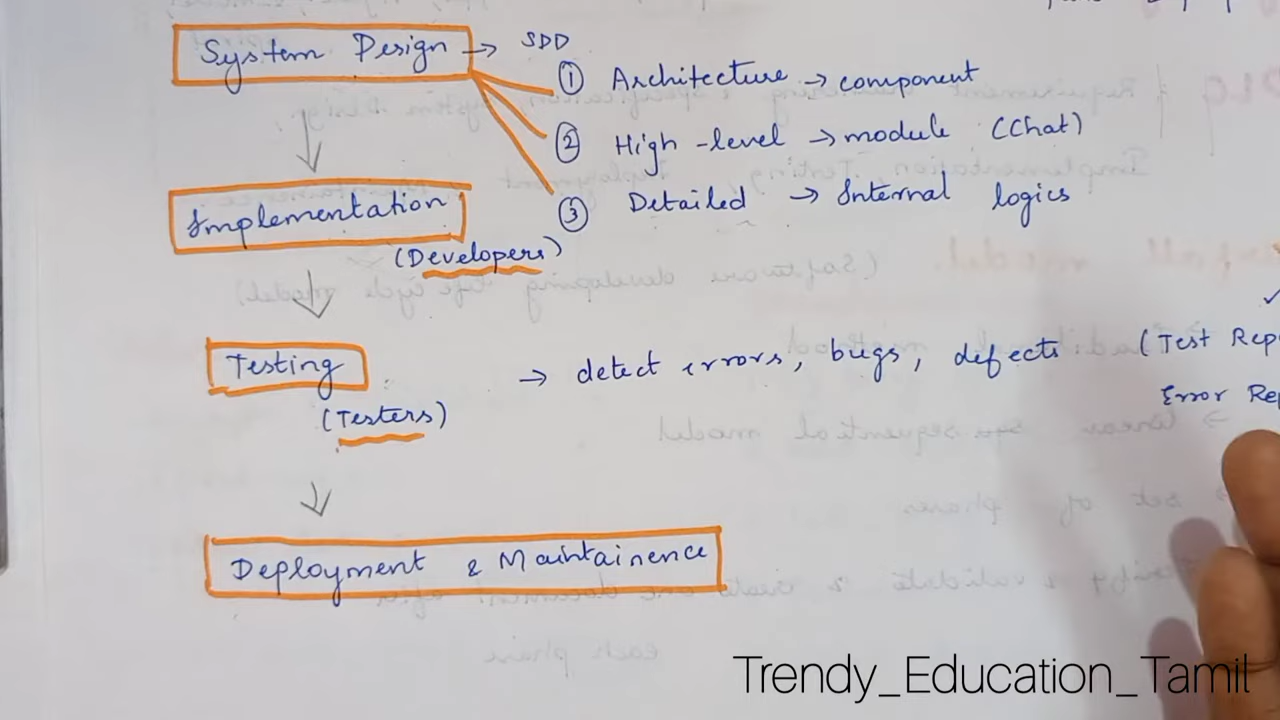 System Design → SDD
① Architecture → component
② High-level → module (Chat)
③ Detailed → Internal logics
Implementation
(Developers)
Testing → detect errors, bugs, defects (Test Rep
Error Rep
(Testers)
Deployment & Maintainence
Trendy_Education_Tamil